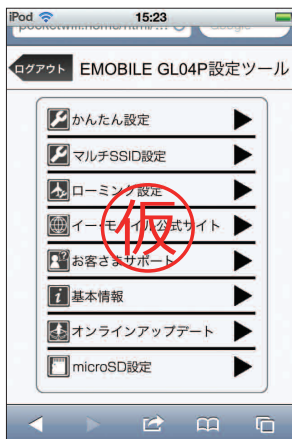 iPod 15:23
ログアウト EMOBILE GL04P設定ツール
かんたん設定
マルチSSID設定
ローミング設定
イー・モバイル公式サイト
仮
お客さまサポート
基本情報
オンラインアップデート
microSD設定